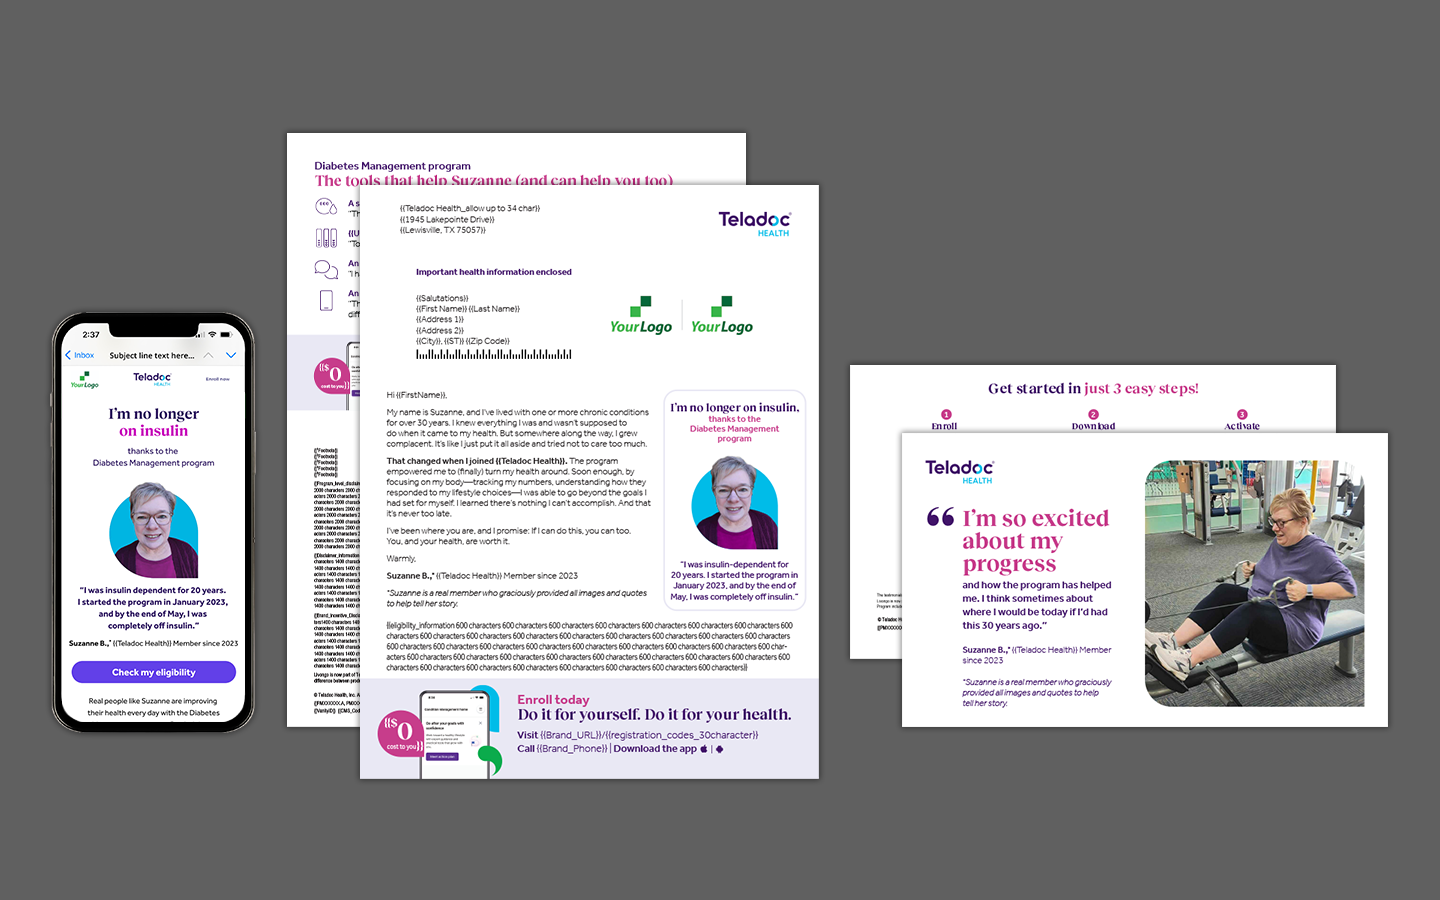 2:37
Inbox
Subject line text here...
YourLogo
Teladoc
HEALTH
Enroll now
I'm no longer
on insulin
thanks to the
Diabetes Management program
"I was insulin dependent for 20 years.
I started the program in January 2023,
and by the end of May, I was
completely off insulin."
Suzanne B.,* {{Teladoc Health}} Member since 2023
Check my eligibility
Real people like Suzanne are improving
their health every day with the Diabetes
Diabetes Management program
The tools that help Suzanne (and can help you too)
{{$
0
cost to you}}
{{Teladoc Health_allow up to 34 char}}
{{1945 Lakepointe Drive}}
{{Lewisville, TX 75057}}
Teladoc
HEALTH
Important health information enclosed
{{Salutations}}
{{First Name}} {{Last Name}}
{{Address 1}}
{{Address 2}}
{{City}}, {{ST}} {{Zip Code}}
YourLogo
YourLogo
Hi {{FirstName}},
My name is Suzanne, and I've lived with one or more chronic conditions
for over 30 years. I knew everything I was and wasn't supposed to
do when it came to my health. But somewhere along the way, I grew
complacent. It's like I just put it all aside and tried not to care too much.
That changed when I joined {{Teladoc Health}}. The program
empowered me to (finally) turn my health around. Soon enough, by
focusing on my body—tracking my numbers, understanding how they
responded to my lifestyle choices—I was able to go beyond the goals I
had set for myself. I learned there's nothing I can't accomplish. And that
it's never too late.
I've been where you are, and I promise: If I can do this, you can too.
You, and your health, are worth it.
Warmly,
Suzanne B.,* {{Teladoc Health}} Member since 2023
*Suzanne is a real member who graciously provided all images and quotes
to help tell her story.
I'm no longer on insulin,
thanks to the
Diabetes Management
program
"I was insulin-dependent for
20 years. I started the program in
January 2023, and by the end of
May, I was completely off insulin."
{{eligibility_information 600 characters 600 characters 600 characters 600 characters 600 characters 600 characters 600
characters 600 characters 600 characters 600 characters 600 characters 600 characters 600 characters 600 characters
600 characters 600 characters 600 characters 600 characters 600 characters 600 characters 600 characters 600 char-
acters 600 characters 600 characters 600 characters 600 characters 600 characters 600 characters 600 characters 600
characters 600 characters 600 characters 600 characters 600 characters 600 characters 600 characters}}
{{$
0
cost to you}}
Enroll today
Do it for yourself. Do it for your health.
Visit {{Brand_URL}}/{{registration_codes_30character}}
Call {{Brand_Phone}} | Download the app
Get started in just 3 easy steps!
1
2
3
Enroll
Download
Activate
Teladoc
HEALTH
"I'm so excited
about my
progress
and how the program has helped
me. I think sometimes about
where I would be today if I'd had
this 30 years ago."
Suzanne B.,* {{Teladoc Health}} Member
since 2023
*Suzanne is a real member who graciously
provided all images and quotes to help
tell her story.